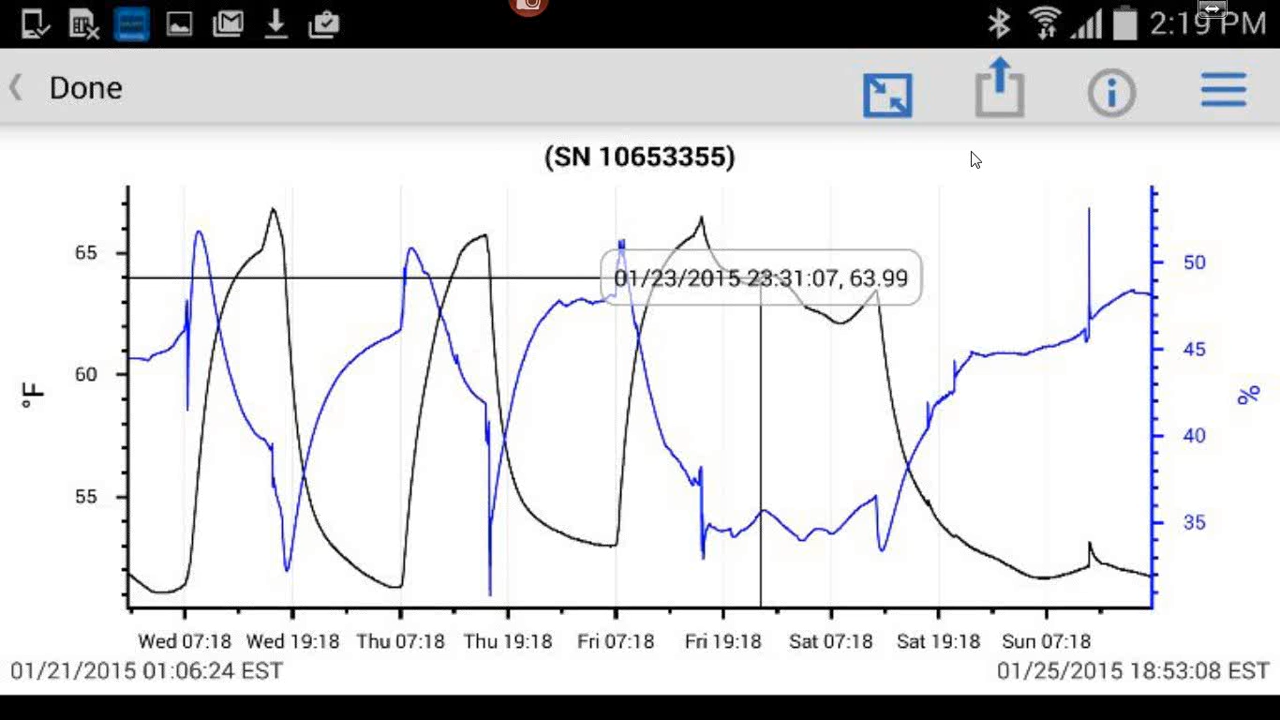 2:19 PM
Done
(SN 10653355)
65
60
55
°F
01/23/2015 23:31:07, 63.99
50
45
40
35
%
Wed 07:18 Wed 19:18 Thu 07:18 Thu 19:18 Fri 07:18 Fri 19:18 Sat 07:18 Sat 19:18 Sun 07:18
01/21/2015 01:06:24 EST 01/25/2015 18:53:08 EST